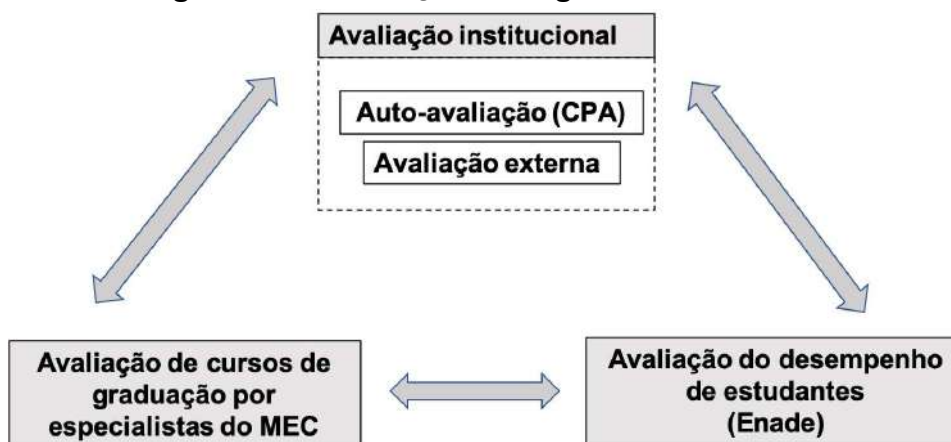 Avaliação institucional
Auto-avaliação (CPA)
Avaliação externa
Avaliação de cursos de
graduação por
especialistas do MEC
Avaliação do desempenho
de estudantes
(Enade)